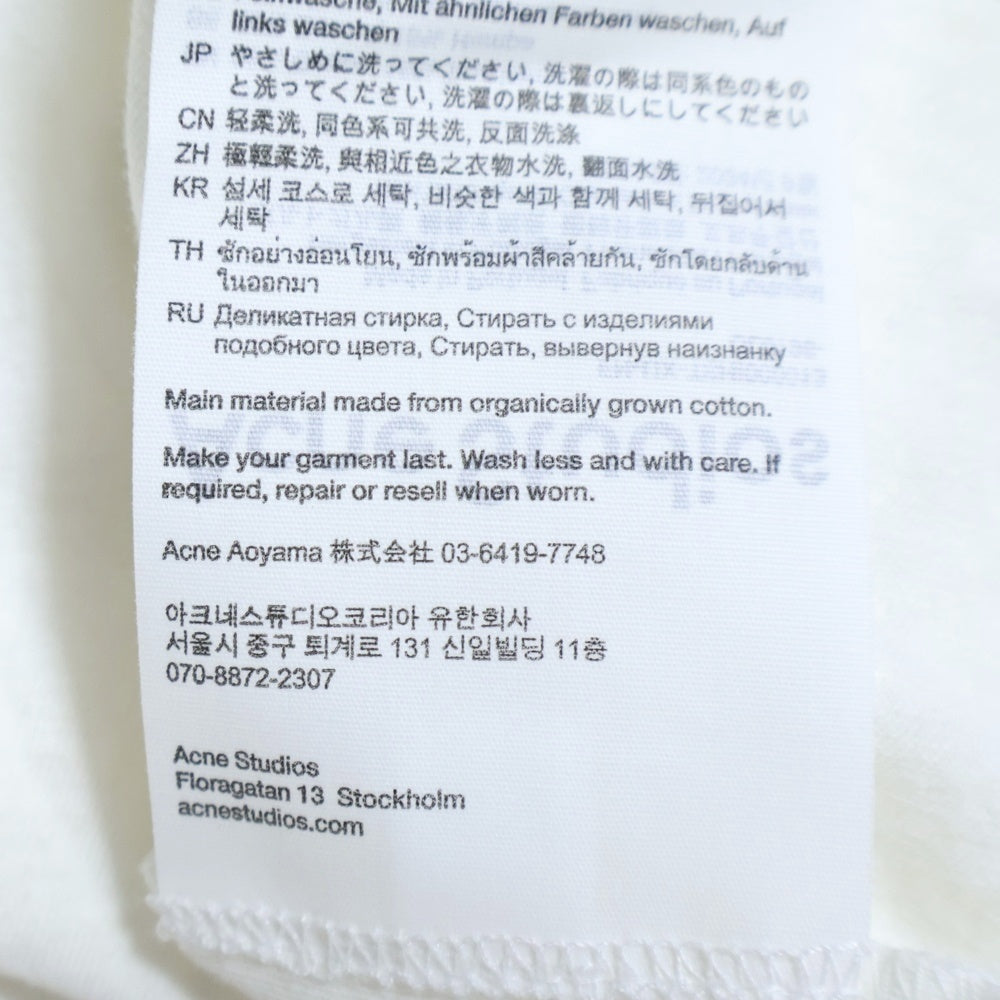 Mit ähnlichen Farben waschen, Auf
links waschen
JP やさしめに洗ってください, 洗濯の際は同系色のもの
と洗ってください, 洗濯の際は裏返しにしてください
CN 轻柔洗, 同色系可共洗, 反面洗涤
ZH 極輕柔洗, 與相近色之衣物水洗, 翻面水洗
KR 섬세 코스로 세탁, 비슷한 색과 함께 세탁, 뒤집어서
세탁
TH ซักอย่างอ่อนโยน, ซักพร้อมผ้าสีคล้ายกัน, ซักโดยกลับด้าน
ในออกมา
RU Деликатная стирка, Стирать с изделиями
подобного цвета, Стирать, вывернув наизнанку
Main material made from organically grown cotton.
Make your garment last. Wash less and with care. If
required, repair or resell when worn.
Acne Aoyama 株式会社 03-6419-7748
아크네스튜디오코리아 유한회사
서울시 중구 퇴계로 131 신일빌딩 11층
070-8872-2307
Acne Studios
Floragatan 13 Stockholm
acnestudios.com